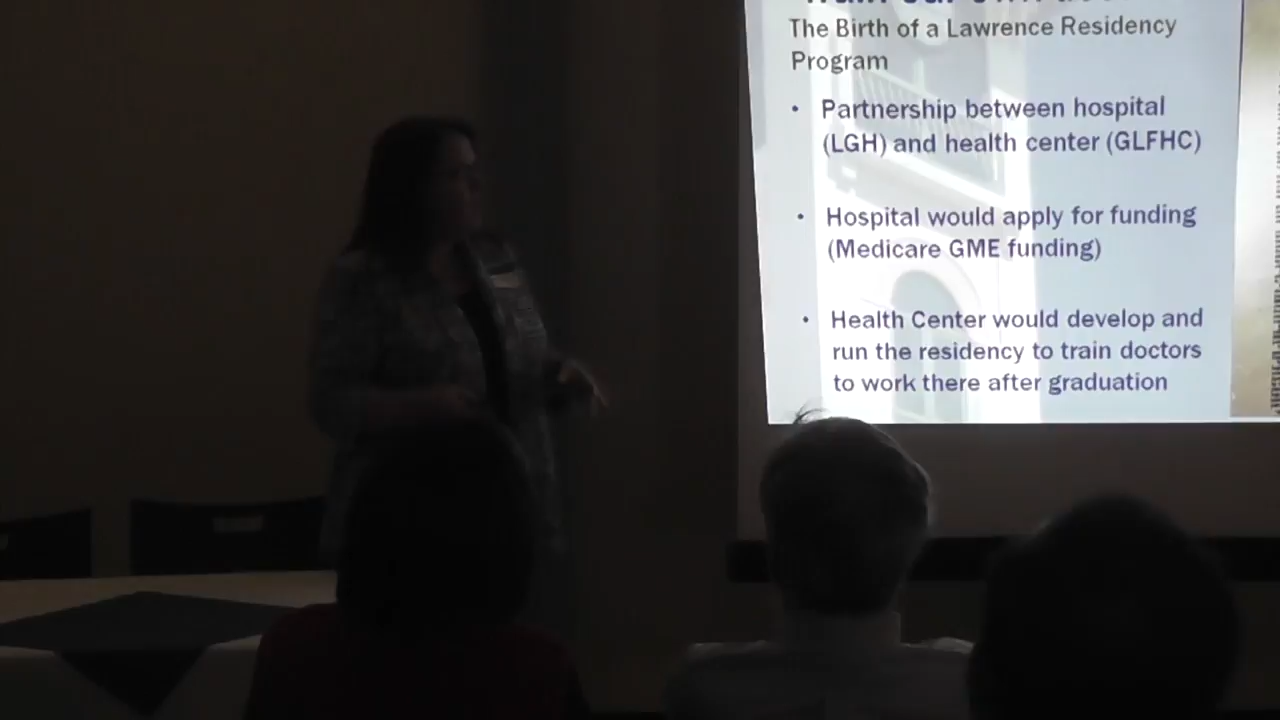 The Birth of a Lawrence Residency
Program
• Partnership between hospital
(LGH) and health center (GLFHC)
• Hospital would apply for funding
(Medicare GME funding)
• Health Center would develop and
run the residency to train doctors
to work there after graduation